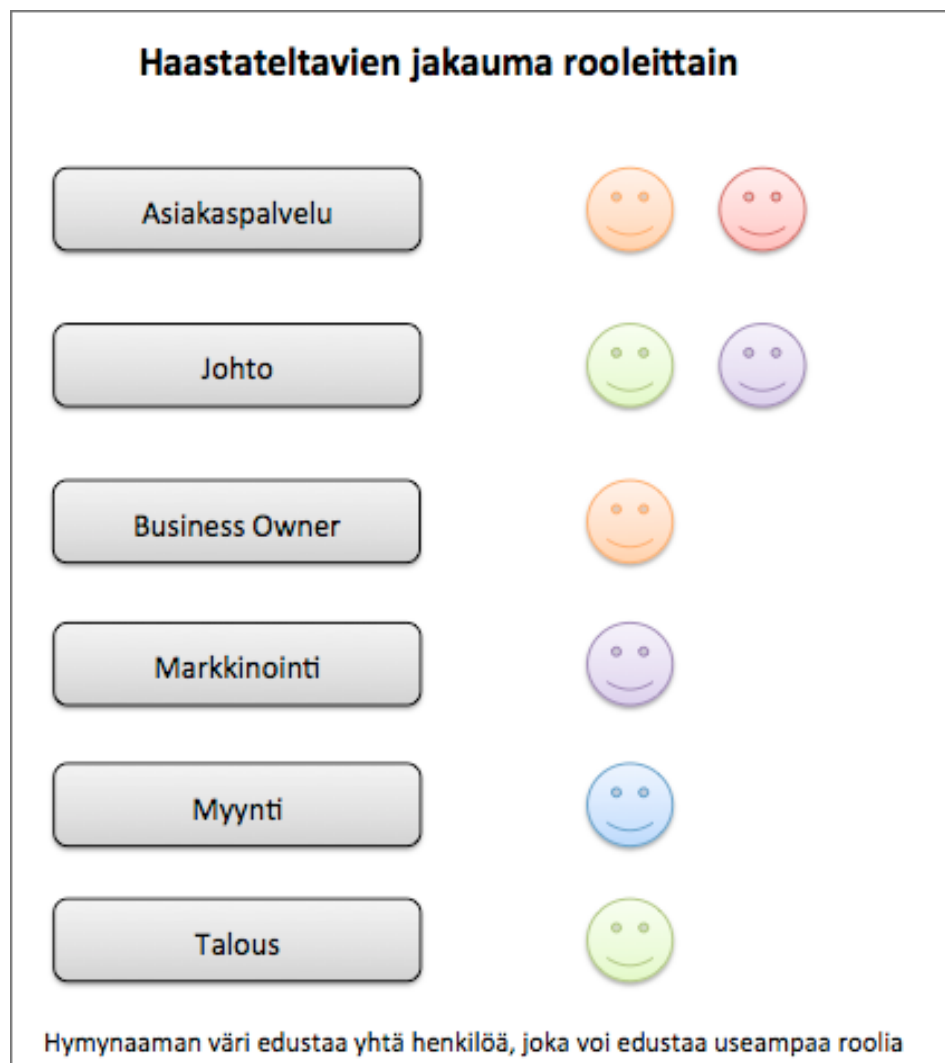 Haastateltavien jakauma rooleittain
Asiakaspalvelu
Johto
Business Owner
Markkinointi
Myynti
Talous
Hymynaaman väri edustaa yhtä henkilöä, joka voi edustaa useampaa roolia